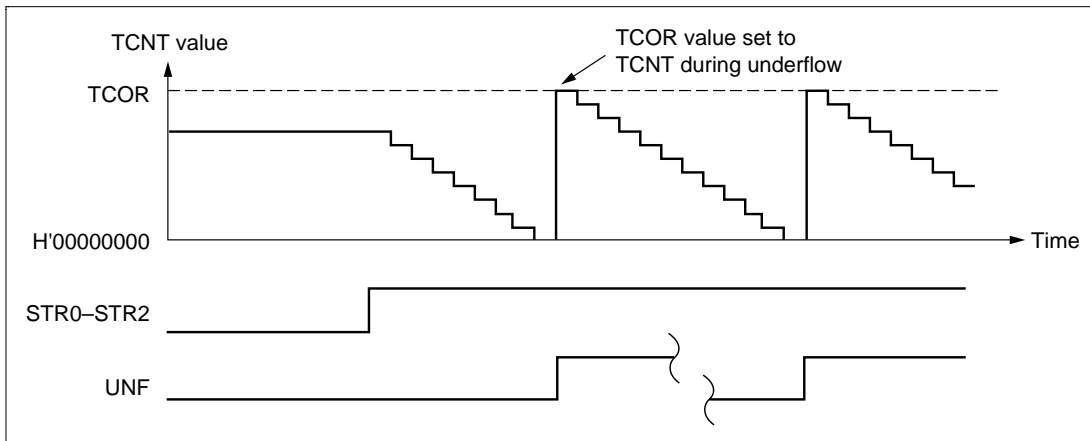 TCNT value
TCOR value set to
TCNT during underflow
TCOR
H'00000000
Time
STR0–STR2
UNF